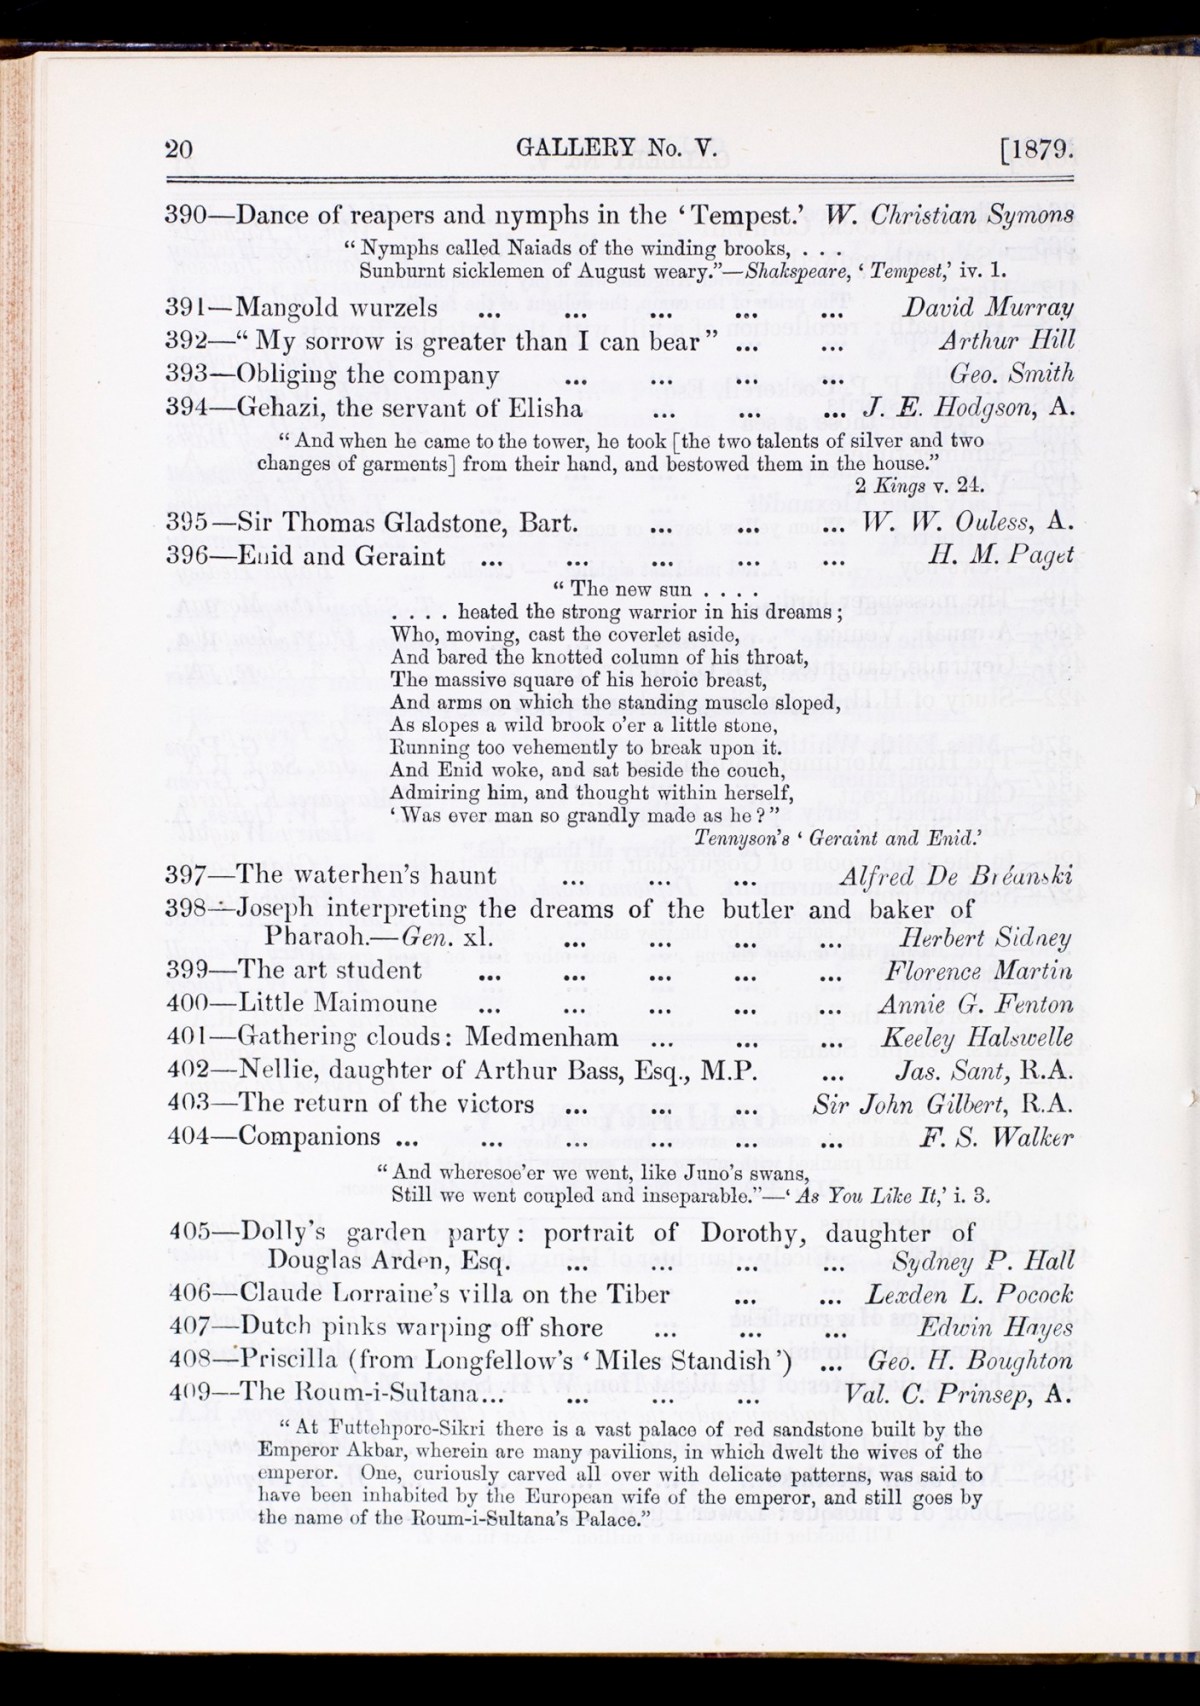 20 GALLERY No. V. [1879.
390—Dance of reapers and nymphs in the ‘Tempest.’ W. Christian Symons
“Nymphs called Naiads of the winding brooks, . . .
Sunburnt sicklemen of August weary.”—Shakspeare, ‘Tempest,’ iv. 1.
391—Mangold wurzels ... ... ... ... ... David Murray
392—“My sorrow is greater than I can bear” ... ... Arthur Hill
393—Obliging the company ... ... ... ... Geo. Smith
394—Gehazi, the servant of Elisha ... ... ... J. E. Hodgson, A.
“And when he came to the tower, he took [the two talents of silver and two
changes of garments] from their hand, and bestowed them in the house.”
2 Kings v. 24.
395—Sir Thomas Gladstone, Bart. ... ... ... W. W. Ouless, A.
396—Enid and Geraint ... ... ... ... ... H. M. Paget
“The new sun . . . .
. . . . heated the strong warrior in his dreams;
Who, moving, cast the coverlet aside,
And bared the knotted column of his throat,
The massive square of his heroic breast,
And arms on which the standing muscle sloped,
As slopes a wild brook o’er a little stone,
Running too vehemently to break upon it.
And Enid woke, and sat beside the couch,
Admiring him, and thought within herself,
‘Was ever man so grandly made as he?”
Tennyson’s ‘Geraint and Enid.’
397—The waterhen’s haunt ... ... ... Alfred De Bréanski
398—Joseph interpreting the dreams of the butler and baker of
Pharaoh.—Gen. xl. ... ... ... ... Herbert Sidney
399—The art student ... ... ... ... ... Florence Martin
400—Little Maimoune ... ... ... ... ... Annie G. Fenton
401—Gathering clouds: Medmenham ... ... ... Keeley Halswelle
402—Nellie, daughter of Arthur Bass, Esq., M.P. ... Jas. Sant, R.A.
403—The return of the victors ... ... ... Sir John Gilbert, R.A.
404—Companions ... ... ... ... ... ... F. S. Walker
“And wheresoe’er we went, like Juno’s swans,
Still we went coupled and inseparable.”—‘As You Like It,’ i. 3.
405—Dolly’s garden party: portrait of Dorothy, daughter of
Douglas Arden, Esq. ... ... ... ... Sydney P. Hall
406—Claude Lorraine’s villa on the Tiber ... ... Lexden L. Pocock
407—Dutch pinks warping off shore ... ... ... Edwin Hayes
408—Priscilla (from Longfellow’s ‘Miles Standish’) ... Geo. H. Boughton
409—The Roum-i-Sultana... ... ... ... Val. C. Prinsep, A.
“At Futtehpore-Sikri there is a vast palace of red sandstone built by the
Emperor Akbar, wherein are many pavilions, in which dwelt the wives of the
emperor. One, curiously carved all over with delicate patterns, was said to
have been inhabited by the European wife of the emperor, and still goes by
the name of the Roum-i-Sultana’s Palace.”